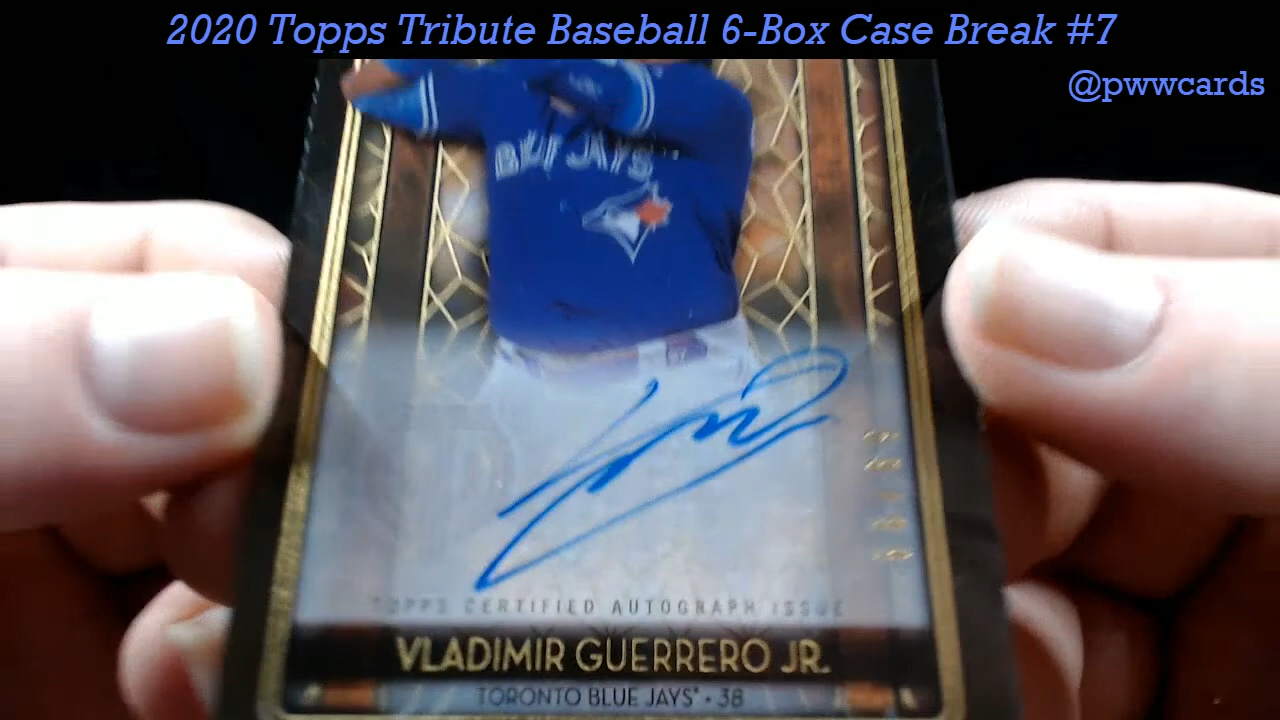 2020 Topps Tribute Baseball 6-Box Case Break #7
@pwwcards
BLUE JAYS
TOPPS CERTIFIED AUTOGRAPH ISSUE
VLADIMIR GUERRERO JR.
TORONTO BLUE JAYS® • 38